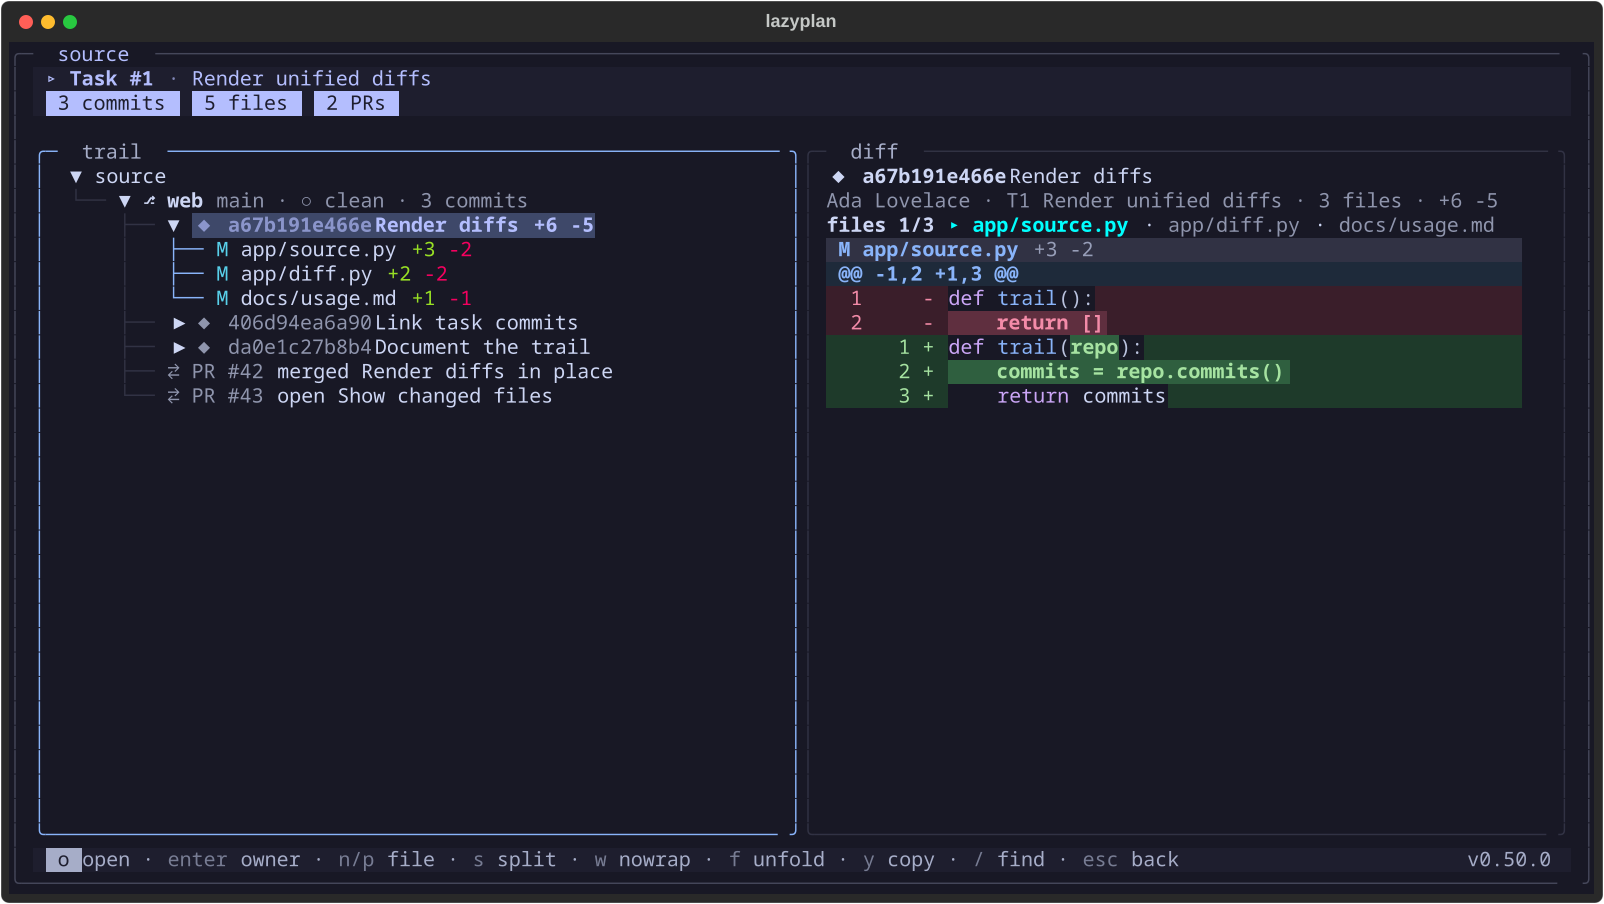 lazyplan
source
▹ Task #1 · Render unified diffs
3 commits 5 files 2 PRs
trail
▼ source
▼ ⎇ web main · ○ clean · 3 commits
▼ ◆ a67b191e466e Render diffs +6 -5
M app/source.py +3 -2
M app/diff.py +2 -2
M docs/usage.md +1 -1
▶ ◆ 406d94ea6a90 Link task commits
▶ ◆ da0e1c27b8b4 Document the trail
⇄ PR #42 merged Render diffs in place
⇄ PR #43 open Show changed files
diff
◆ a67b191e466e Render diffs
Ada Lovelace · T1 Render unified diffs · 3 files · +6 -5
files 1/3 ▸ app/source.py · app/diff.py · docs/usage.md
M app/source.py +3 -2
@@ -1,2 +1,3 @@
1 - def trail():
2 -     return []
1 + def trail(repo):
2 +     commits = repo.commits()
3 +     return commits
o open · enter owner · n/p file · s split · w nowrap · f unfold · y copy · / find · esc back v0.50.0